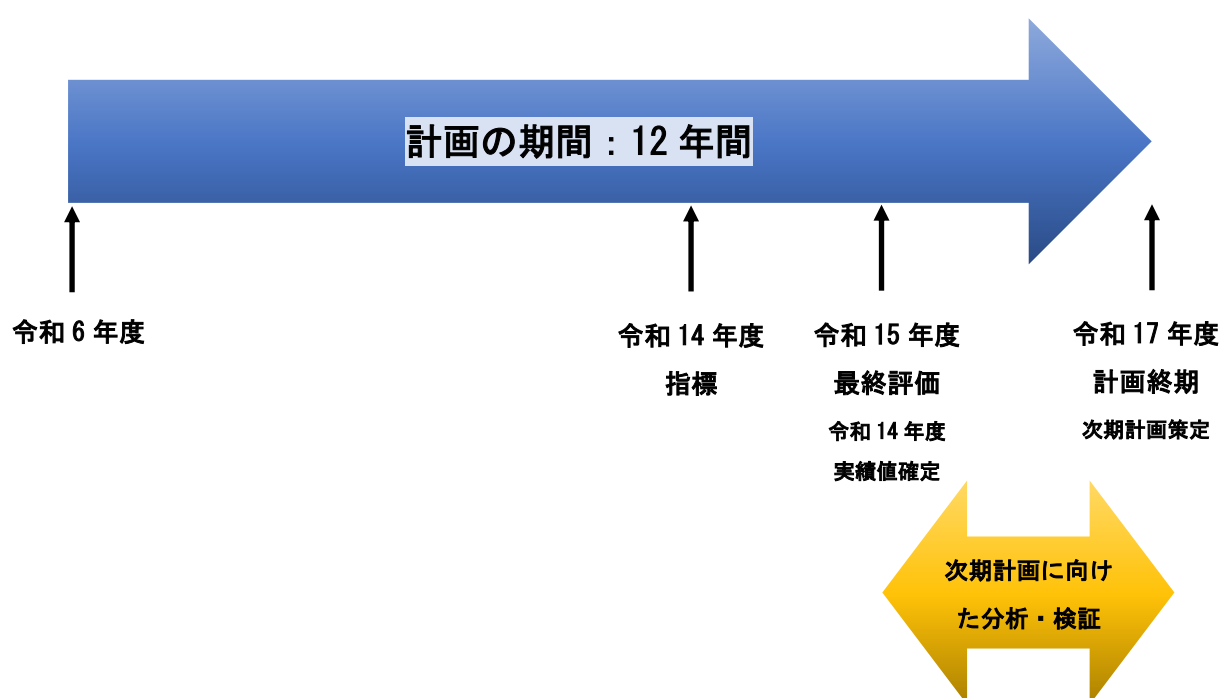 計画の期間：12年間
令和6年度
令和14年度
指標
令和15年度
最終評価
令和14年度
実績値確定
令和17年度
計画終期
次期計画策定
次期計画に向け
た分析・検証